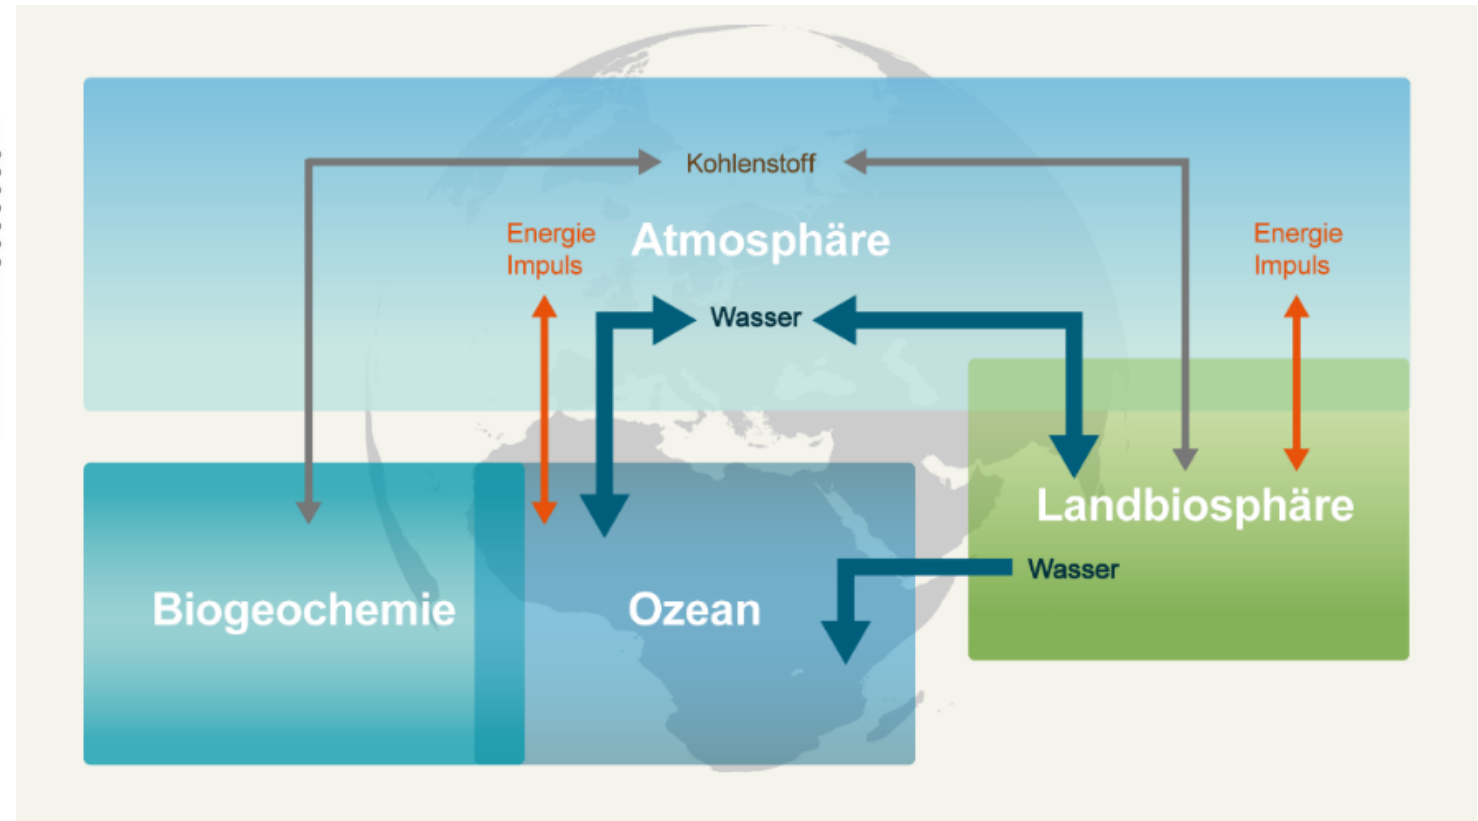 Kohlenstoff
Energie
Impuls
Atmosphäre
Energie
Impuls
Wasser
Landbiosphäre
Wasser
Biogeochemie
Ozean